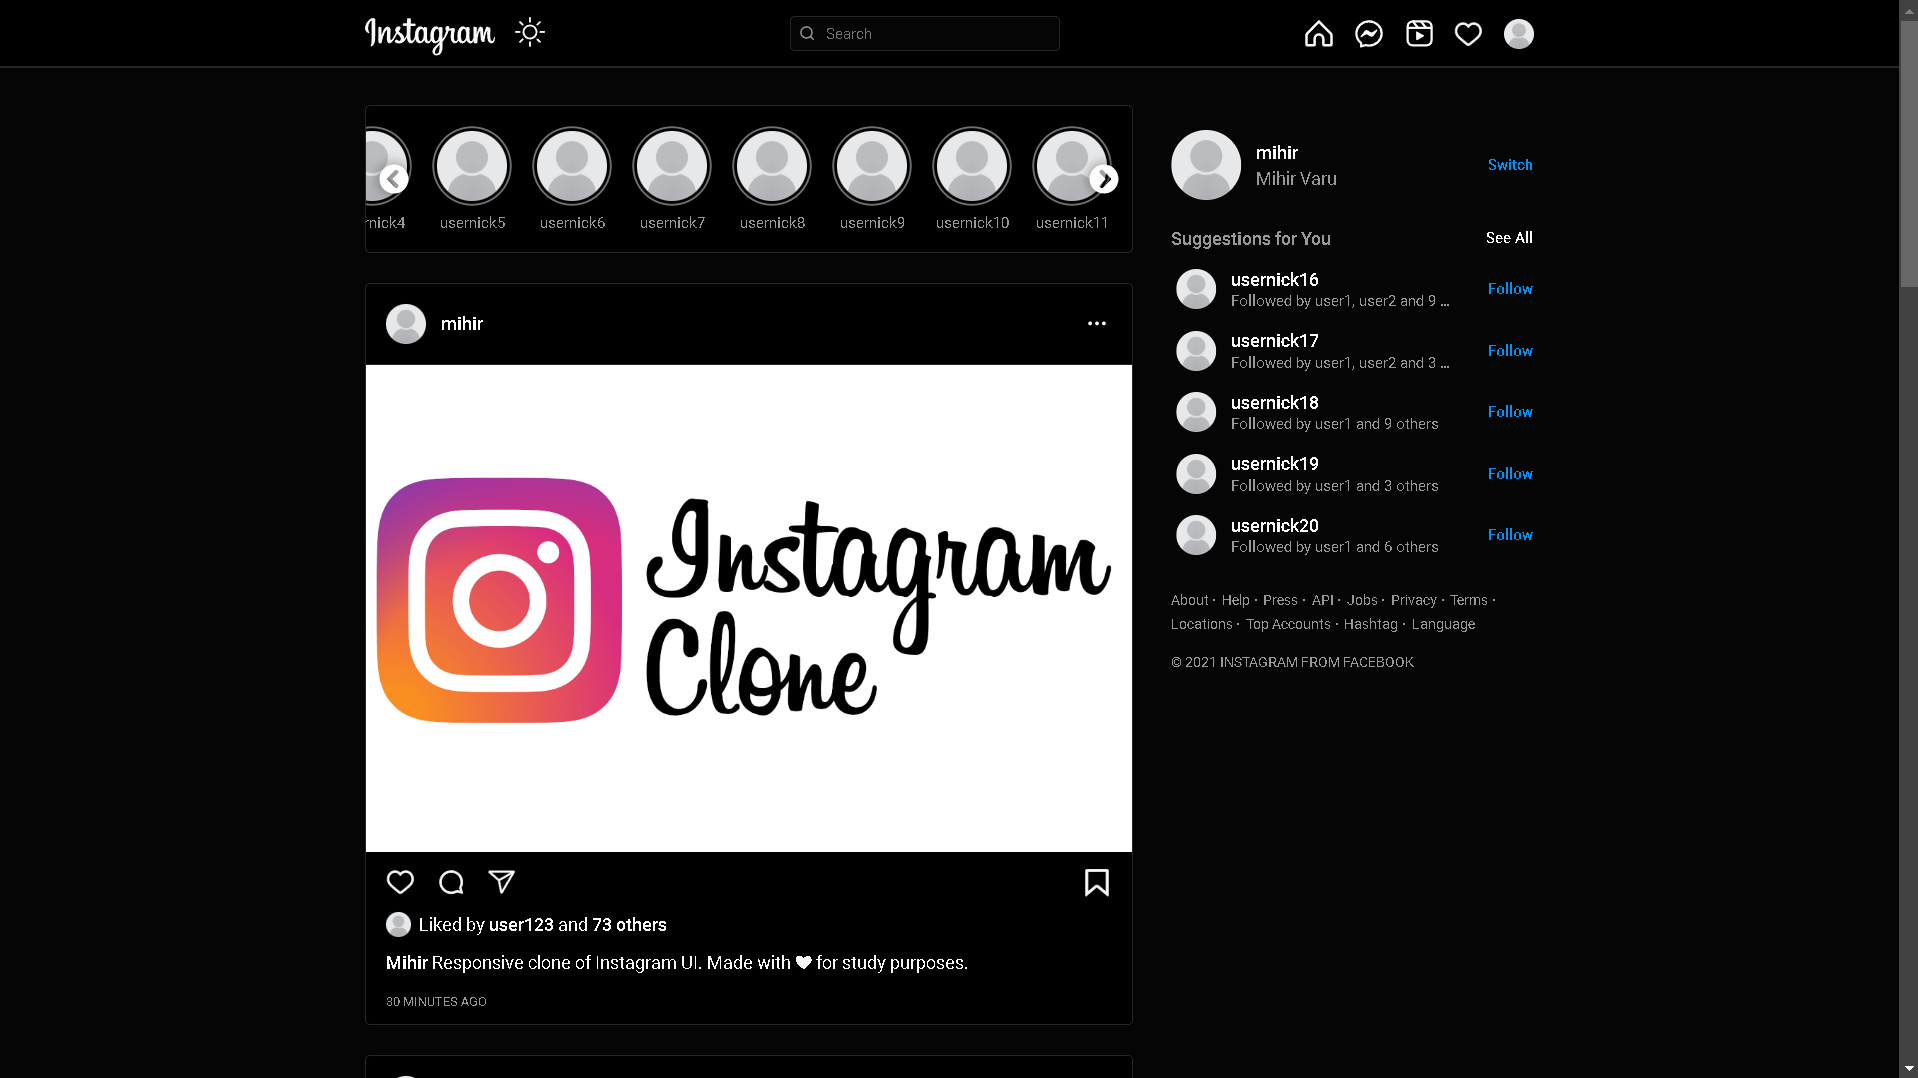 Instagram
Search
nick4
usernick5
usernick6
usernick7
usernick8
usernick9
usernick10
usernick11
mihir
Instagram
Clone
Liked by user123 and 73 others
Mihir Responsive clone of Instagram UI. Made with ❤ for study purposes.
30 MINUTES AGO
mihir
Mihir Varu
Switch
Suggestions for You
See All
usernick16
Followed by user1, user2 and 9 ...
Follow
usernick17
Followed by user1, user2 and 3 ...
Follow
usernick18
Followed by user1 and 9 others
Follow
usernick19
Followed by user1 and 3 others
Follow
usernick20
Followed by user1 and 6 others
Follow
About · Help · Press · API · Jobs · Privacy · Terms ·
Locations · Top Accounts · Hashtag · Language
© 2021 INSTAGRAM FROM FACEBOOK